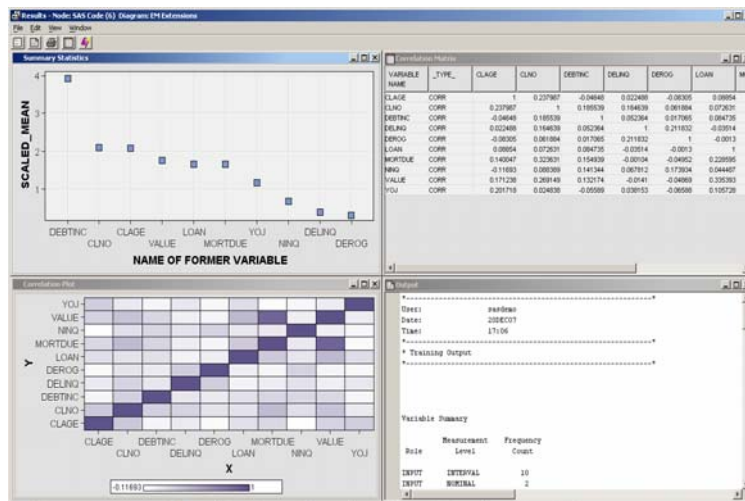 Results - Node: SAS Code (6) Diagram: EM Extensions
File Edit View Window
Summary Statistics
SCALED_MEAN
4
3
2
1
DEBTINC CLAGE LOAN YOJ DELINQ
CLNO VALUE MORTDUE NINQ DEROG
NAME OF FORMER VARIABLE
Correlation Matrix
VARIABLE NAME _TYPE_ CLAGE CLNO DEBTINC DELINQ DEROG LOAN
CLAGE CORR 1 0.237987 -0.04648 0.022488 -0.08305 0.08854
CLNO CORR 0.237987 1 0.185539 0.164639 0.061884 0.072631
DEBTINC CORR -0.04648 0.185539 1 0.052364 0.017065 0.084735
DELINQ CORR 0.022488 0.164639 0.052364 1 0.211832 -0.03514
DEROG CORR -0.08305 0.061884 0.017065 0.211832 1 -0.0013
LOAN CORR 0.08854 0.072631 0.084735 -0.03514 -0.0013 1
MORTDUE CORR 0.140047 0.323631 0.154939 -0.00104 -0.04952 0.228595
NINQ CORR -0.11693 0.088389 0.141344 0.067812 0.173934 0.044487
VALUE CORR 0.171238 0.269149 0.132174 -0.0141 -0.04869 0.335393
YOJ CORR 0.201718 0.024838 -0.05589 0.038153 -0.06586 0.105728
Correlation Plot
Y
YOJ
VALUE
NINQ
MORTDUE
LOAN
DEROG
DELINQ
DEBTINC
CLNO
CLAGE
CLAGE DEBTINC DEROG MORTDUE VALUE
CLNO DELINQ LOAN NINQ YOJ
X
-0.11693 1
Output
*------------------------------------------------------------*
User: sasdemo
Date: 20DEC07
Time: 17:06
*------------------------------------------------------------*
* Training Output
*------------------------------------------------------------*
Variable Summary
Measurement Frequency
Role Level Count
INPUT INTERVAL 10
INPUT NOMINAL 2